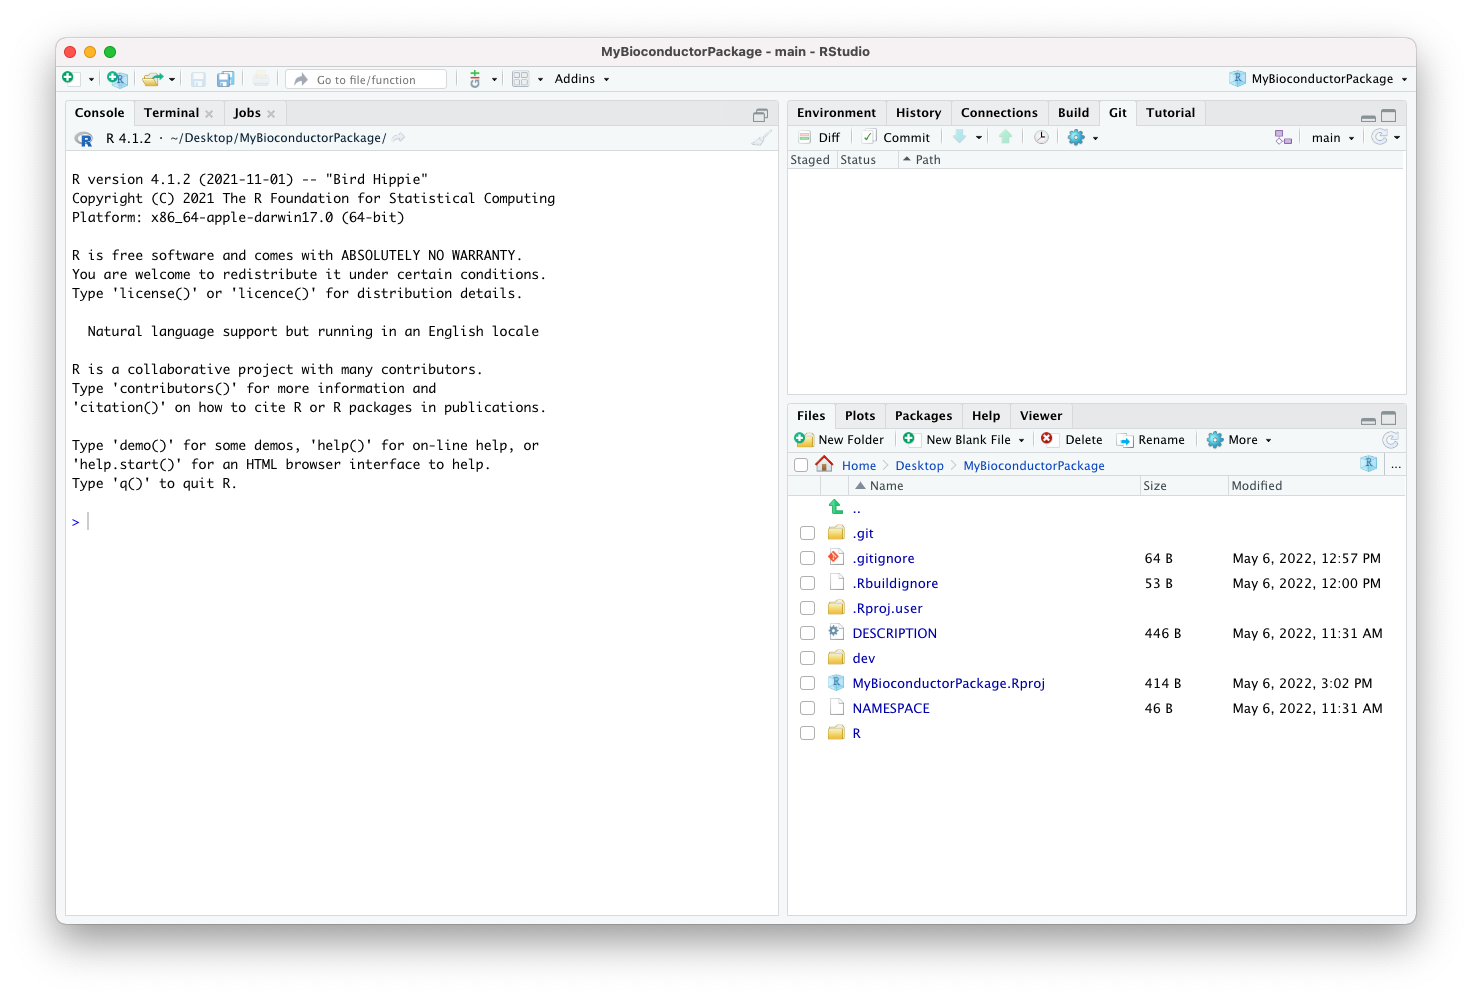 MyBioconductorPackage - main - RStudio
Go to file/function
Addins
MyBioconductorPackage
Console Terminal Jobs
R 4.1.2 · ~/Desktop/MyBioconductorPackage/
R version 4.1.2 (2021-11-01) -- "Bird Hippie"
Copyright (C) 2021 The R Foundation for Statistical Computing
Platform: x86_64-apple-darwin17.0 (64-bit)
R is free software and comes with ABSOLUTELY NO WARRANTY.
You are welcome to redistribute it under certain conditions.
Type 'license()' or 'licence()' for distribution details.
Natural language support but running in an English locale
R is a collaborative project with many contributors.
Type 'contributors()' for more information and
'citation()' on how to cite R or R packages in publications.
Type 'demo()' for some demos, 'help()' for on-line help, or
'help.start()' for an HTML browser interface to help.
Type 'q()' to quit R.
>
Environment History Connections Build Git Tutorial
Diff Commit main
Staged Status Path
Files Plots Packages Help Viewer
New Folder New Blank File Delete Rename More
Home Desktop MyBioconductorPackage ...
Name Size Modified
..
.git
.gitignore 64 B May 6, 2022, 12:57 PM
.Rbuildignore 53 B May 6, 2022, 12:00 PM
.Rproj.user
DESCRIPTION 446 B May 6, 2022, 11:31 AM
dev
MyBioconductorPackage.Rproj 414 B May 6, 2022, 3:02 PM
NAMESPACE 46 B May 6, 2022, 11:31 AM
R